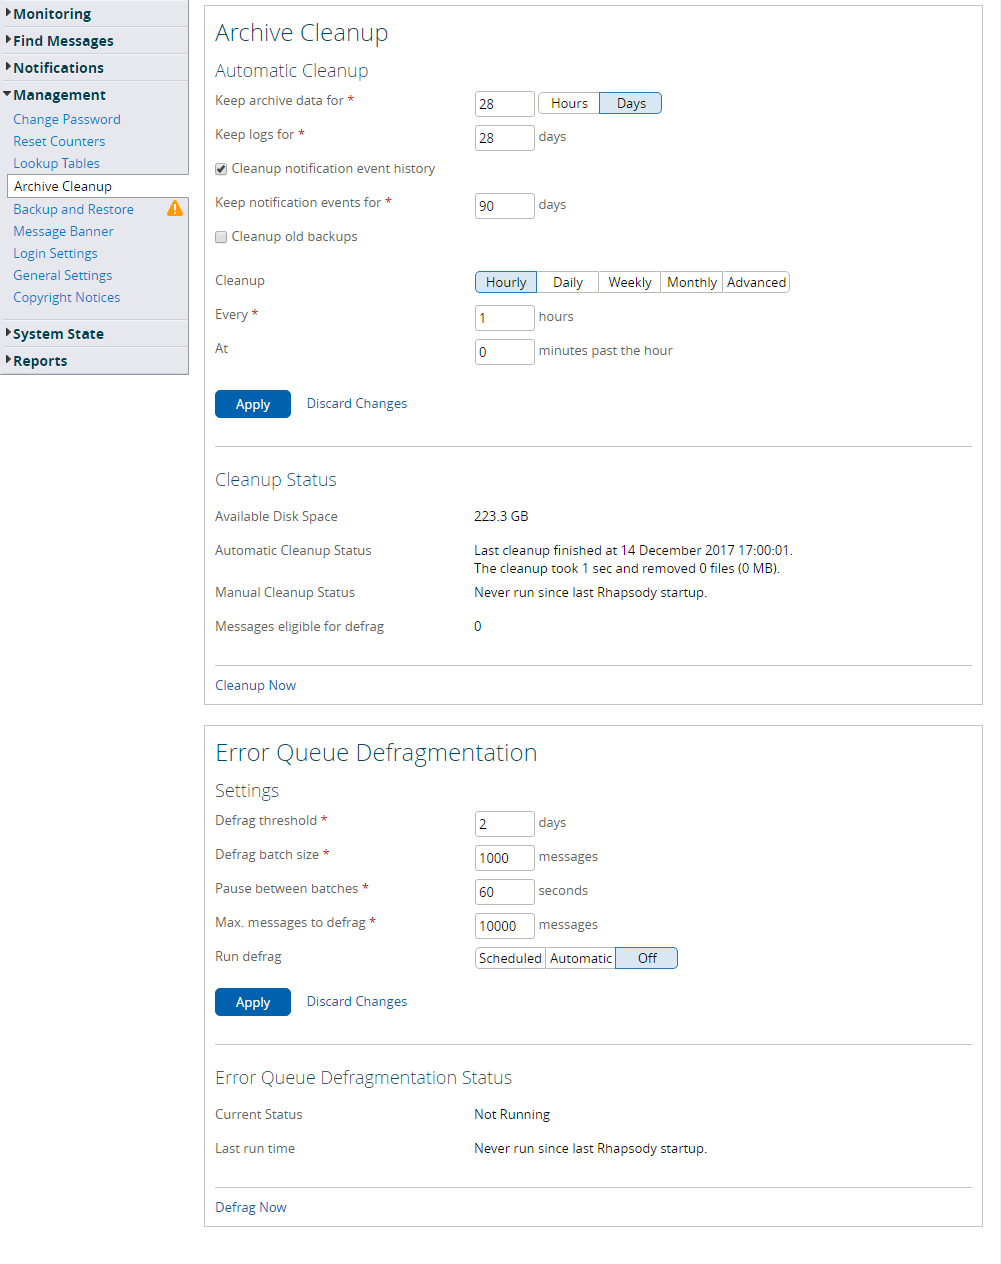 Monitoring
Find Messages
Notifications
Management
Change Password
Reset Counters
Lookup Tables
Archive Cleanup
Backup and Restore
Message Banner
Login Settings
General Settings
Copyright Notices
System State
Reports
Archive Cleanup
Automatic Cleanup
Keep archive data for * 28 Hours Days
Keep logs for * 28 days
Cleanup notification event history
Keep notification events for * 90 days
Cleanup old backups
Cleanup Hourly Daily Weekly Monthly Advanced
Every * 1 hours
At 0 minutes past the hour
Apply Discard Changes
Cleanup Status
Available Disk Space 223.3 GB
Automatic Cleanup Status Last cleanup finished at 14 December 2017 17:00:01.
The cleanup took 1 sec and removed 0 files (0 MB).
Manual Cleanup Status Never run since last Rhapsody startup.
Messages eligible for defrag 0
Cleanup Now
Error Queue Defragmentation
Settings
Defrag threshold * 2 days
Defrag batch size * 1000 messages
Pause between batches * 60 seconds
Max. messages to defrag * 10000 messages
Run defrag Scheduled Automatic Off
Apply Discard Changes
Error Queue Defragmentation Status
Current Status Not Running
Last run time Never run since last Rhapsody startup.
Defrag Now